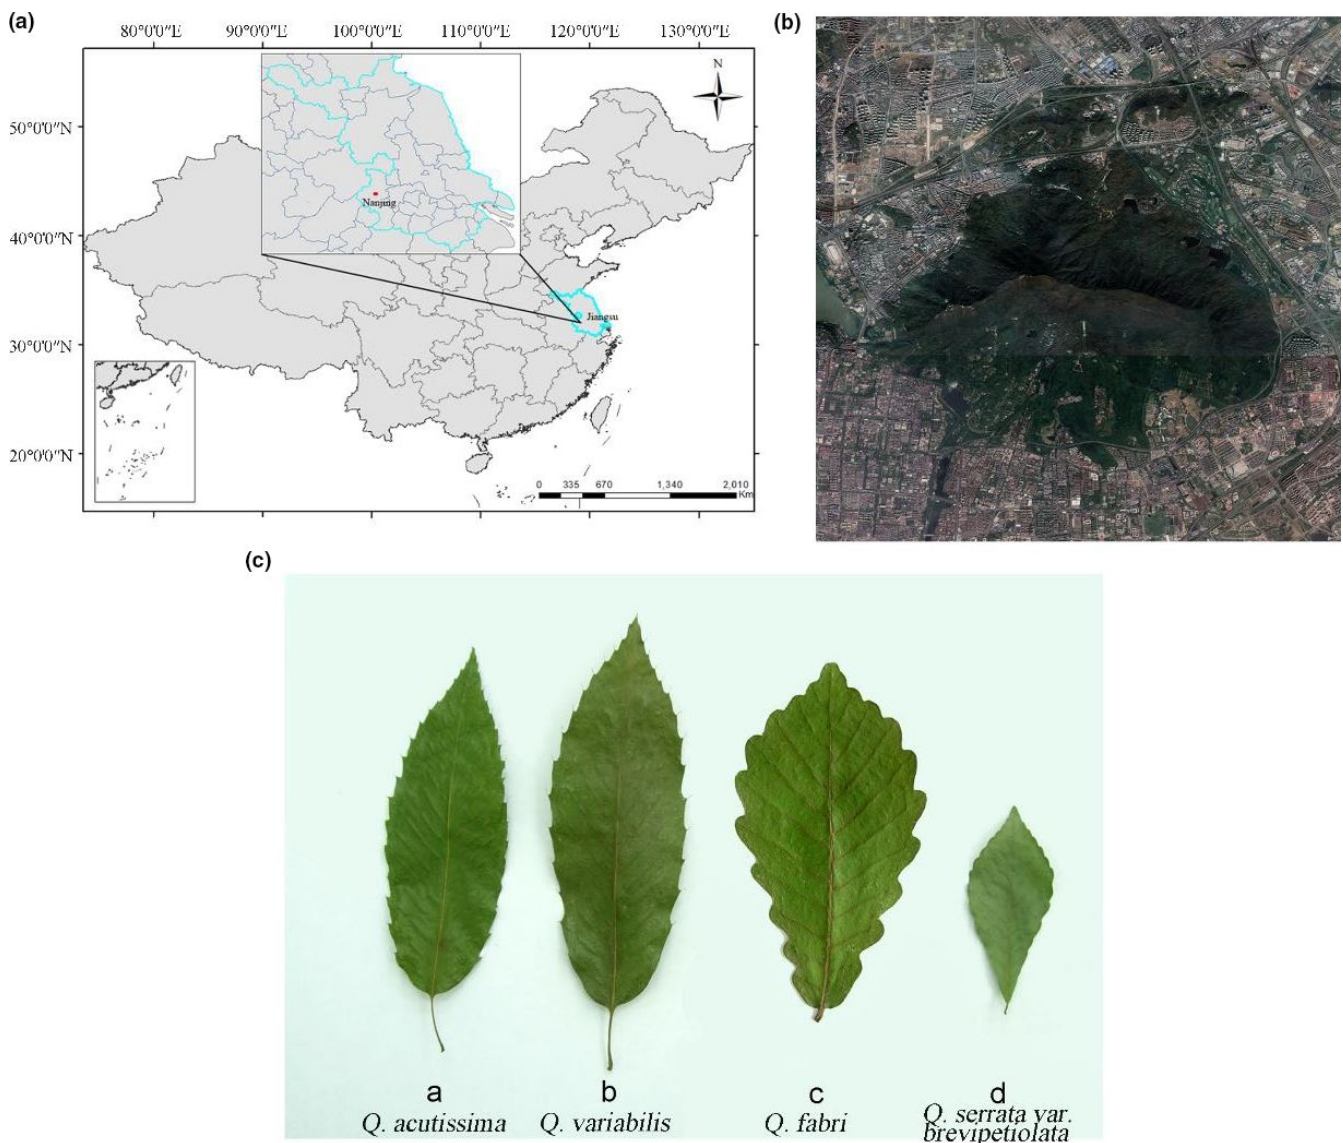 (a)
80°0'0"E 90°0'0"E 100°0'0"E 110°0'0"E 120°0'0"E 130°0'0"E
N
50°0'0"N
40°0'0"N
30°0'0"N
20°0'0"N
Nanjing
Jiangsu
0 335 670 1,340 2,010
Km
(b)
(c)
a b c d
Q. acutissima Q. variabilis Q. fabri Q. serrata var.
brevipetiolata